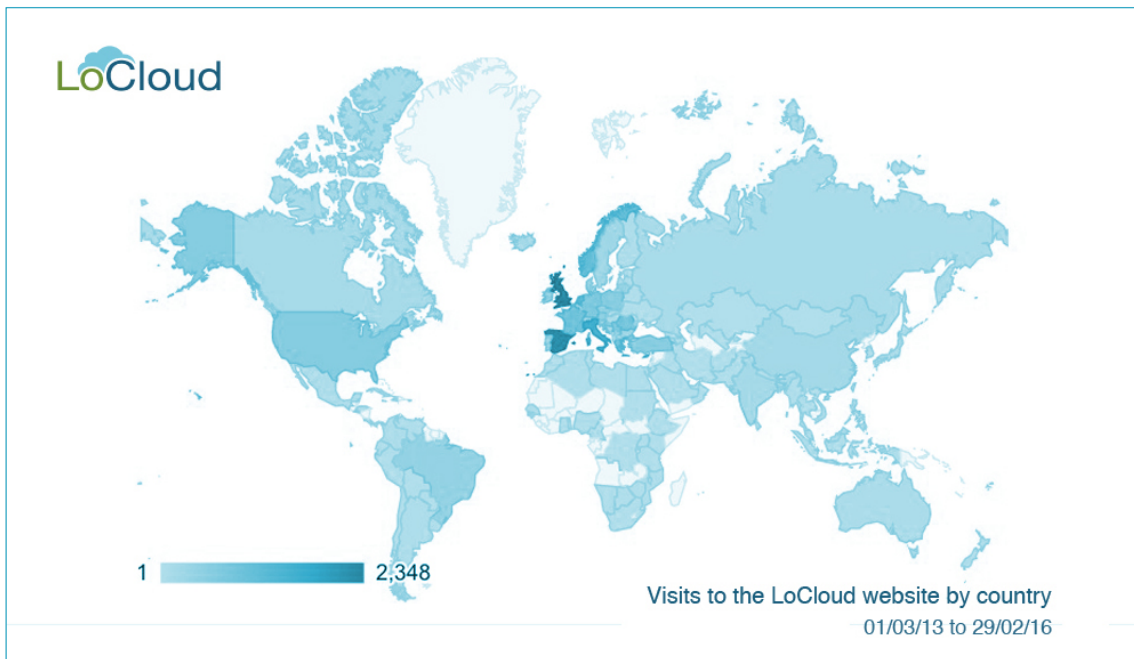 LoCloud
1 2,348
Visits to the LoCloud website by country
01/03/13 to 29/02/16